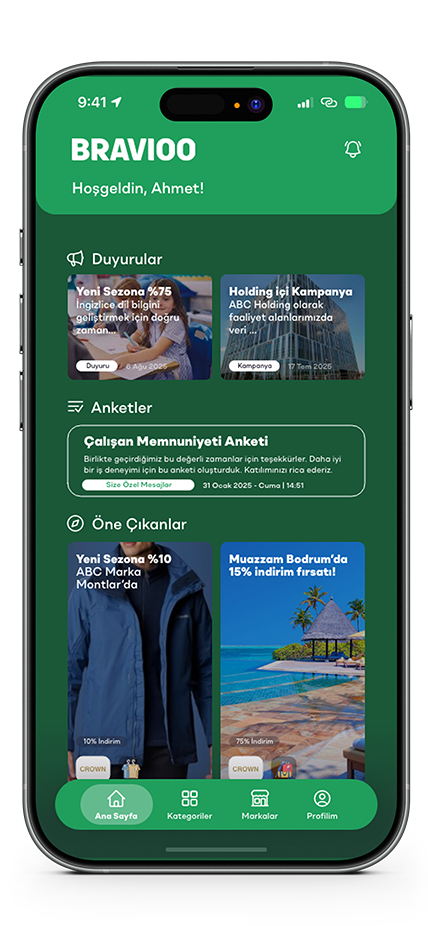 9:41
BRAVIOO
Hoşgeldin, Ahmet!
Duyurular
Yeni Sezona %75
İngizlice dil bilgini
geliştirmek için doğru
zaman...
Duyuru
6 Ağu 2025
Holding içi Kampanya
ABC Holding olarak
faaliyet alanlarımızda
veri ...
Kampanya
17 Tem 2025
Anketler
Çalışan Memnuniyeti Anketi
Birlikte geçirdiğimiz bu değerli zamanlar için teşekkürler. Daha iyi
bir iş deneyimi için bu anketi oluşturduk. Katılımınızı rica ederiz.
Size Özel Mesajlar
31 Ocak 2025 - Cuma | 14:51
Öne Çıkanlar
Yeni Sezona %10
ABC Marka
Montlar’da
10% İndirim
CROWN
Muazzam Bodrum’da
15% indirim fırsatı!
75% İndirim
CROWN
Ana Sayfa
Kategoriler
Markalar
Profilim